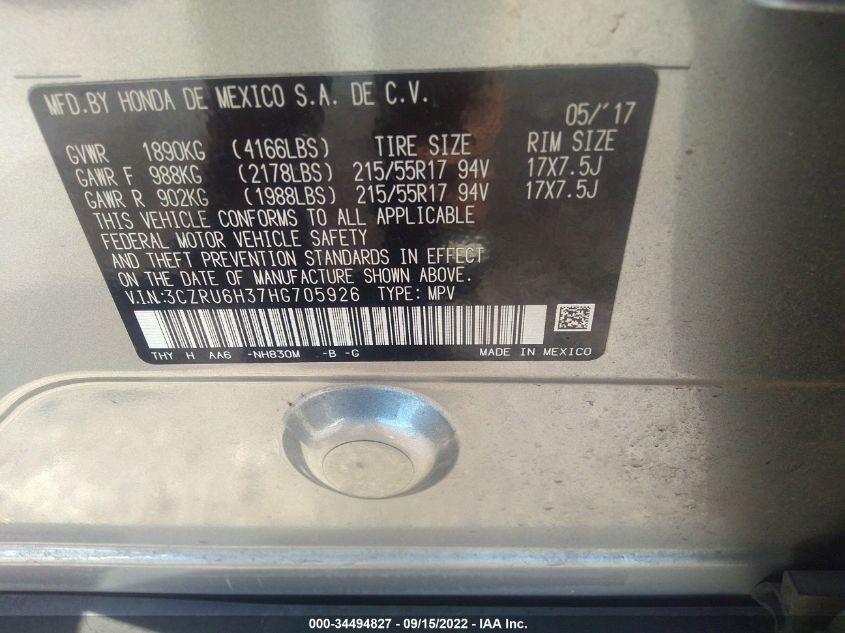 MFD.BY HONDA DE MEXICO S.A. DE C.V.
05/'17
GVWR 1890KG (4166LBS) TIRE SIZE RIM SIZE
GAWR F 988KG (2178LBS) 215/55R17 94V 17X7.5J
GAWR R 902KG (1988LBS) 215/55R17 94V 17X7.5J
THIS VEHICLE CONFORMS TO ALL APPLICABLE
FEDERAL MOTOR VEHICLE SAFETY
AND THEFT PREVENTION STANDARDS IN EFFECT
ON THE DATE OF MANUFACTURE SHOWN ABOVE.
V.I.N.:3CZRU6H37HG705926 TYPE: MPV
THY H AA6 -NH830M -B -G MADE IN MEXICO
000-34494827 - 09/15/2022 - IAA Inc.